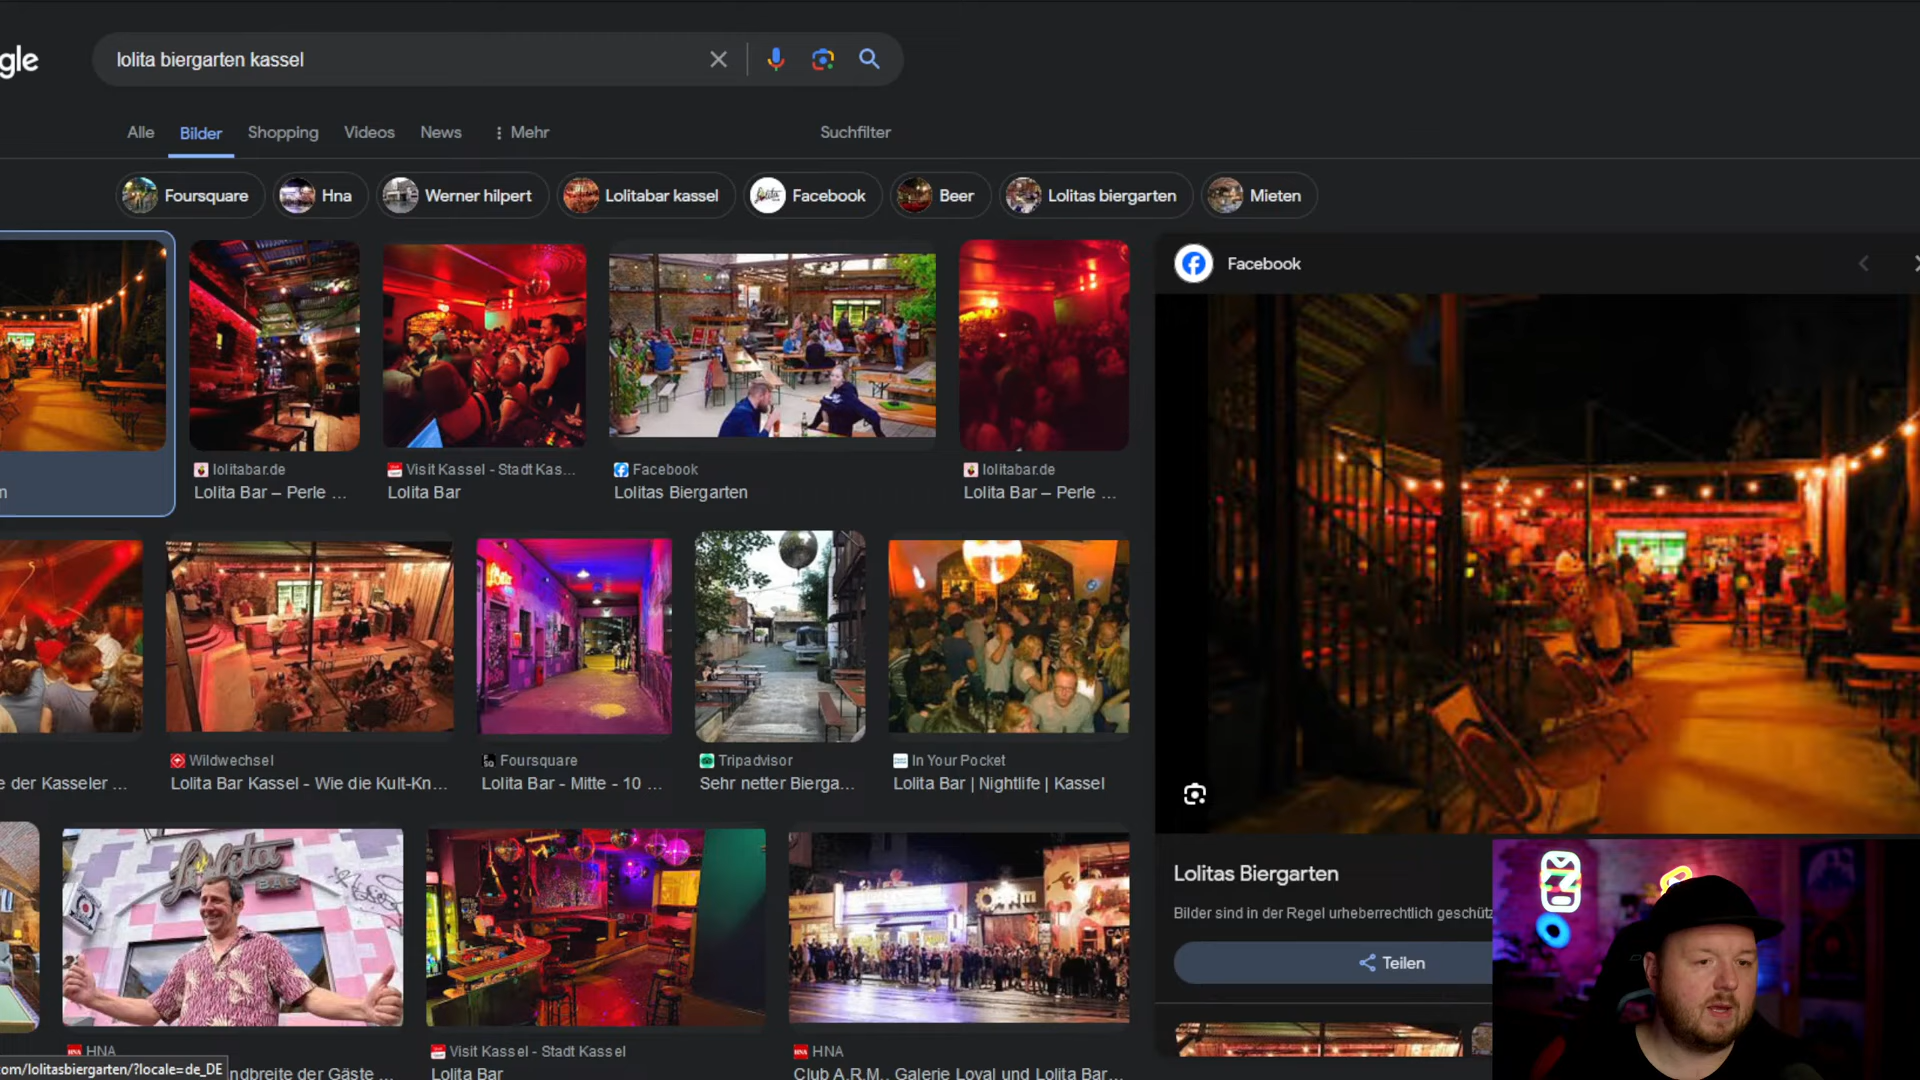 gle
lolita biergarten kassel
Alle
Bilder
Shopping
Videos
News
Mehr
Suchfilter
Foursquare
Hna
Werner hilpert
Lolitabar kassel
Facebook
Beer
Lolitas biergarten
Mieten
Facebook
n
lolitabar.de
Lolita Bar – Perle ...
Visit Kassel - Stadt Kas...
Lolita Bar
Facebook
Lolitas Biergarten
lolitabar.de
Lolita Bar – Perle ...
e der Kasseler ...
Wildwechsel
Lolita Bar Kassel - Wie die Kult-Kn...
Foursquare
Lolita Bar - Mitte - 10 ...
Tripadvisor
Sehr netter Bierga...
In Your Pocket
Lolita Bar | Nightlife | Kassel
Lolita
BAR
Lolitas Biergarten
Bilder sind in der Regel urheberrechtlich geschütz
Teilen
HNA
ndbreite der Gäste ...
Visit Kassel - Stadt Kassel
Lolita Bar
HNA
Club A.R.M., Galerie Loyal und Lolita Bar...
om/lolitasbiergarten/?locale=de_DE